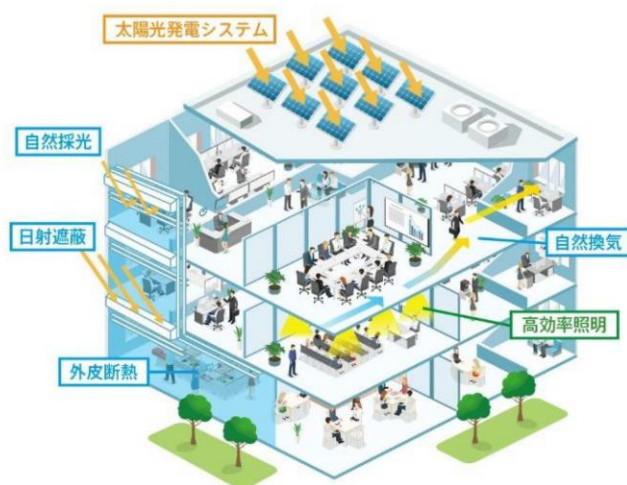 太陽光発電システム
自然採光
日射遮蔽
自然換気
高効率照明
外皮断熱